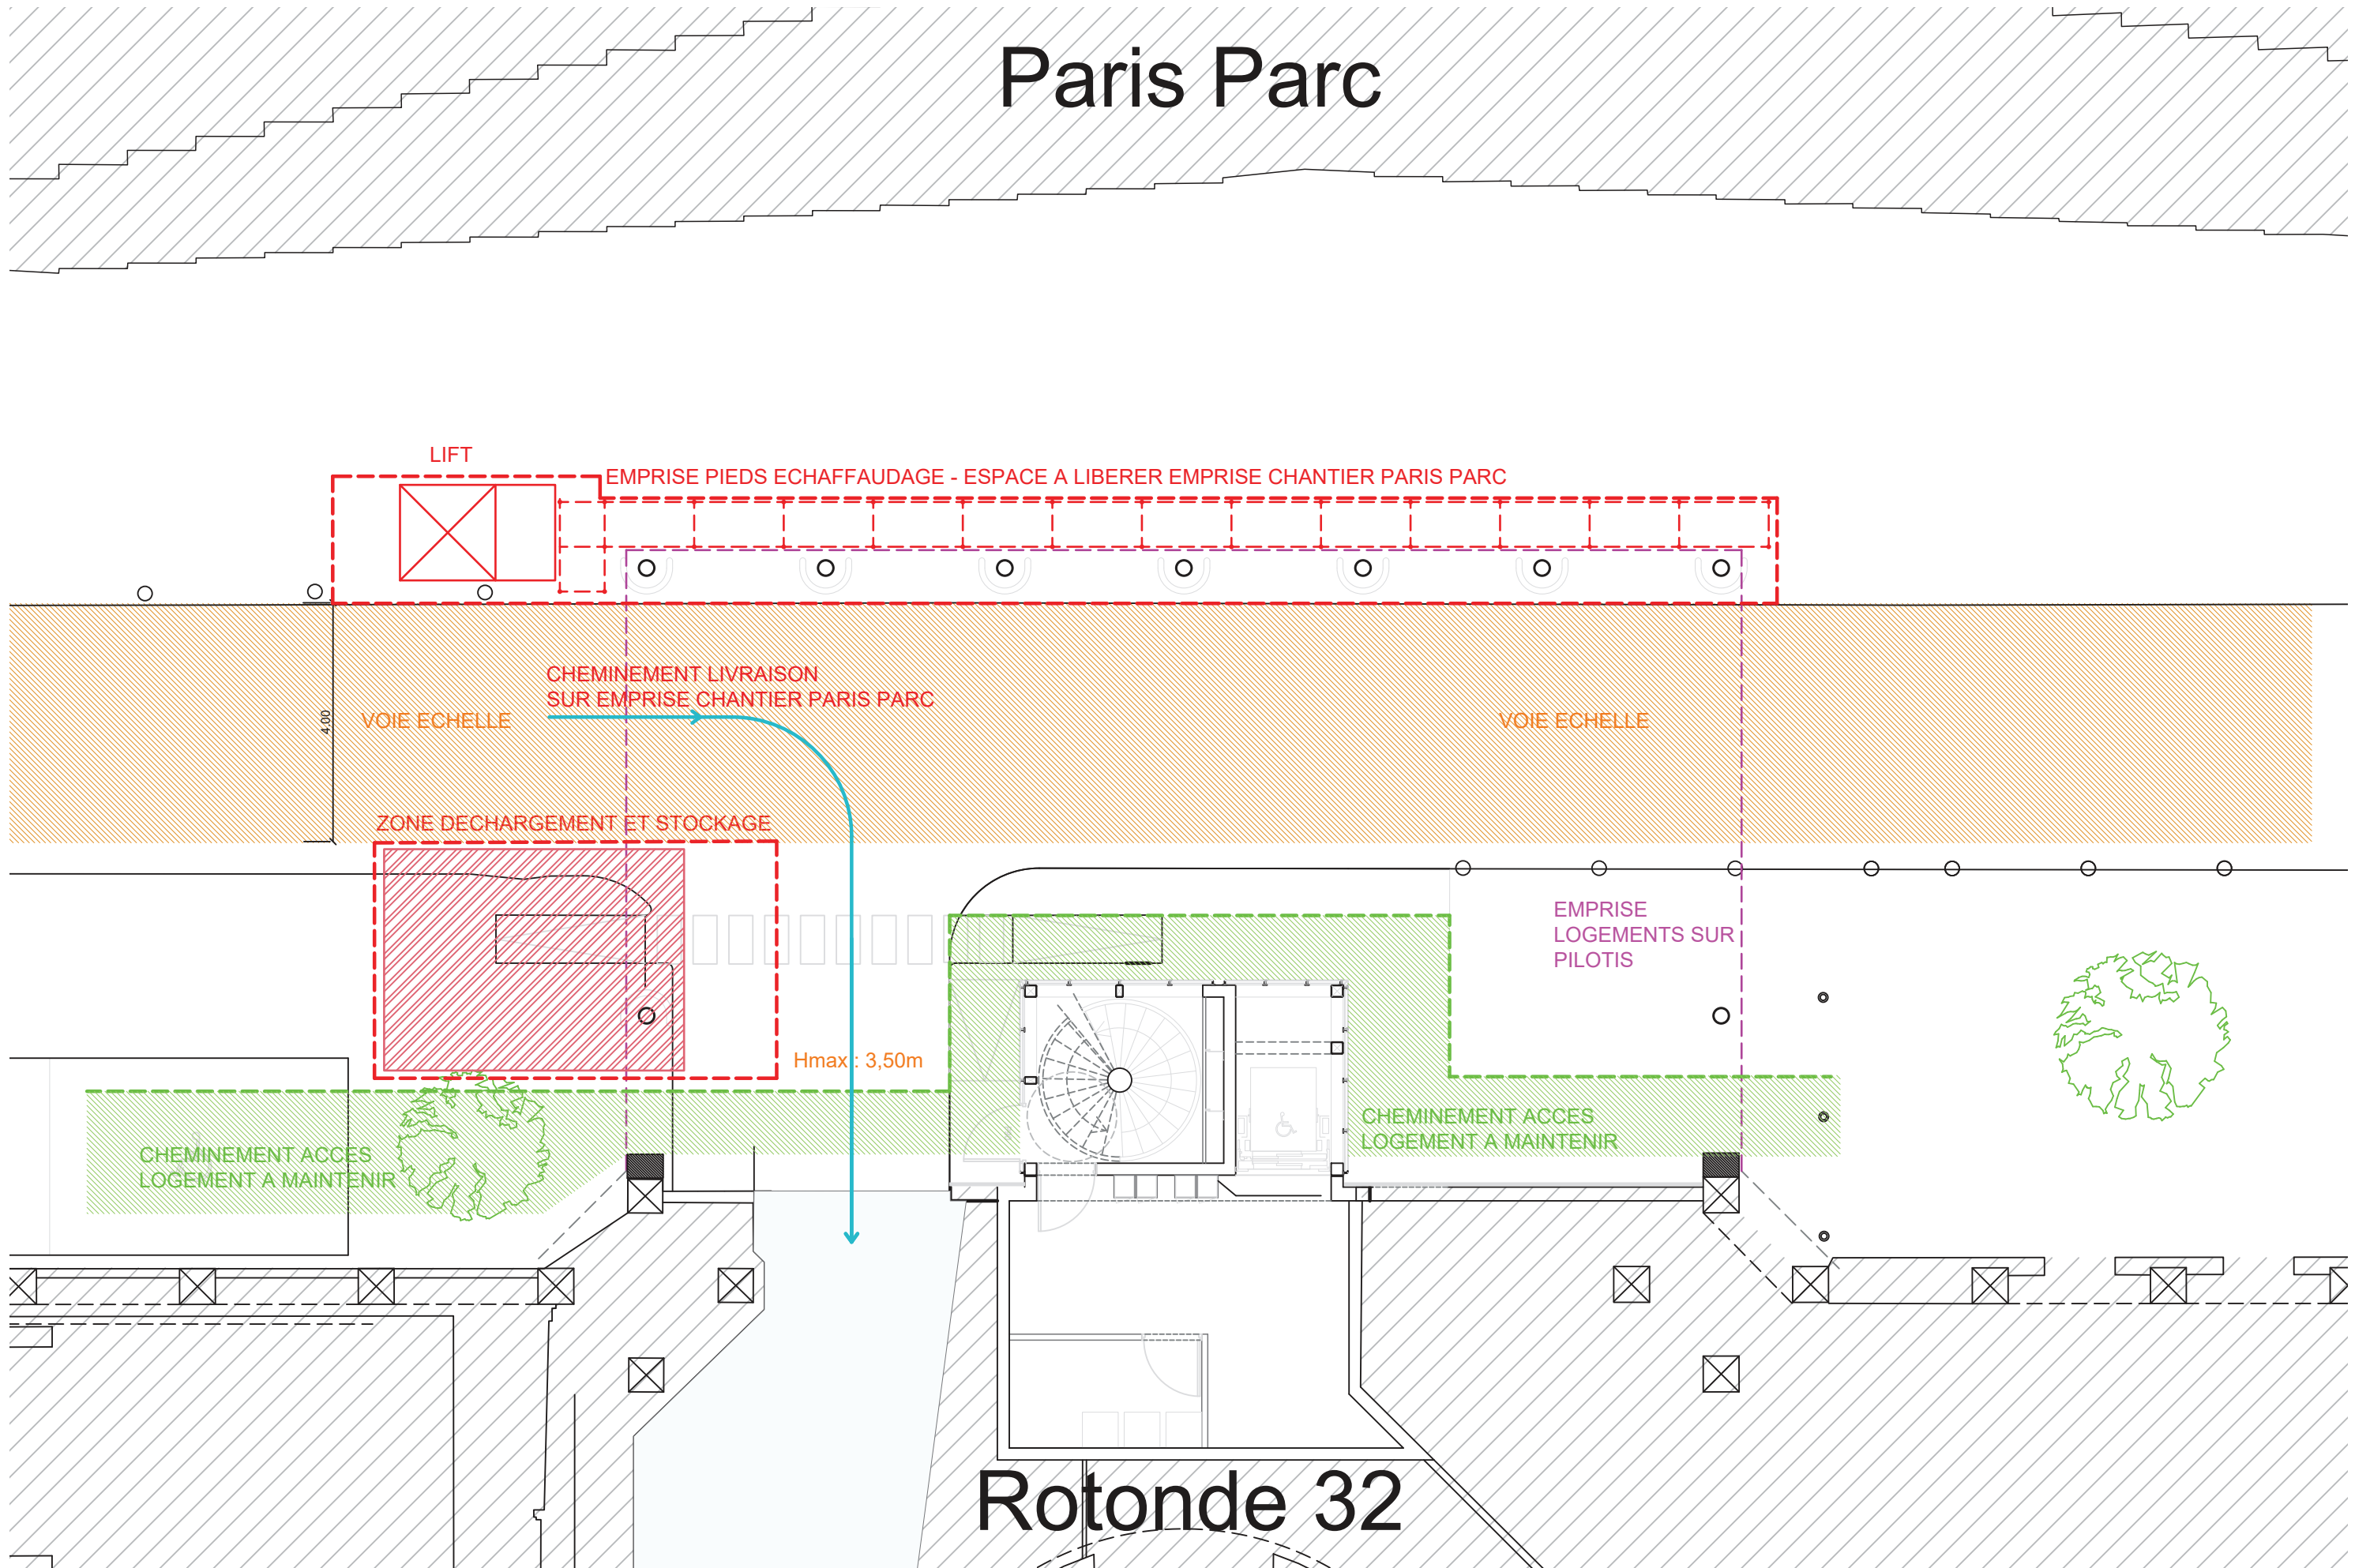 Paris Parc
LIFT
EMPRISE PIEDS ECHAFFAUDAGE - ESPACE A LIBERER EMPRISE CHANTIER PARIS PARC
CHEMINEMENT LIVRAISON
SUR EMPRISE CHANTIER PARIS PARC
4.00
VOIE ECHELLE
VOIE ECHELLE
ZONE DECHARGEMENT ET STOCKAGE
EMPRISE
LOGEMENTS SUR
PILOTIS
Hmax : 3,50m
CHEMINEMENT ACCES
LOGEMENT A MAINTENIR
CHEMINEMENT ACCES
LOGEMENT A MAINTENIR
Rotonde 32